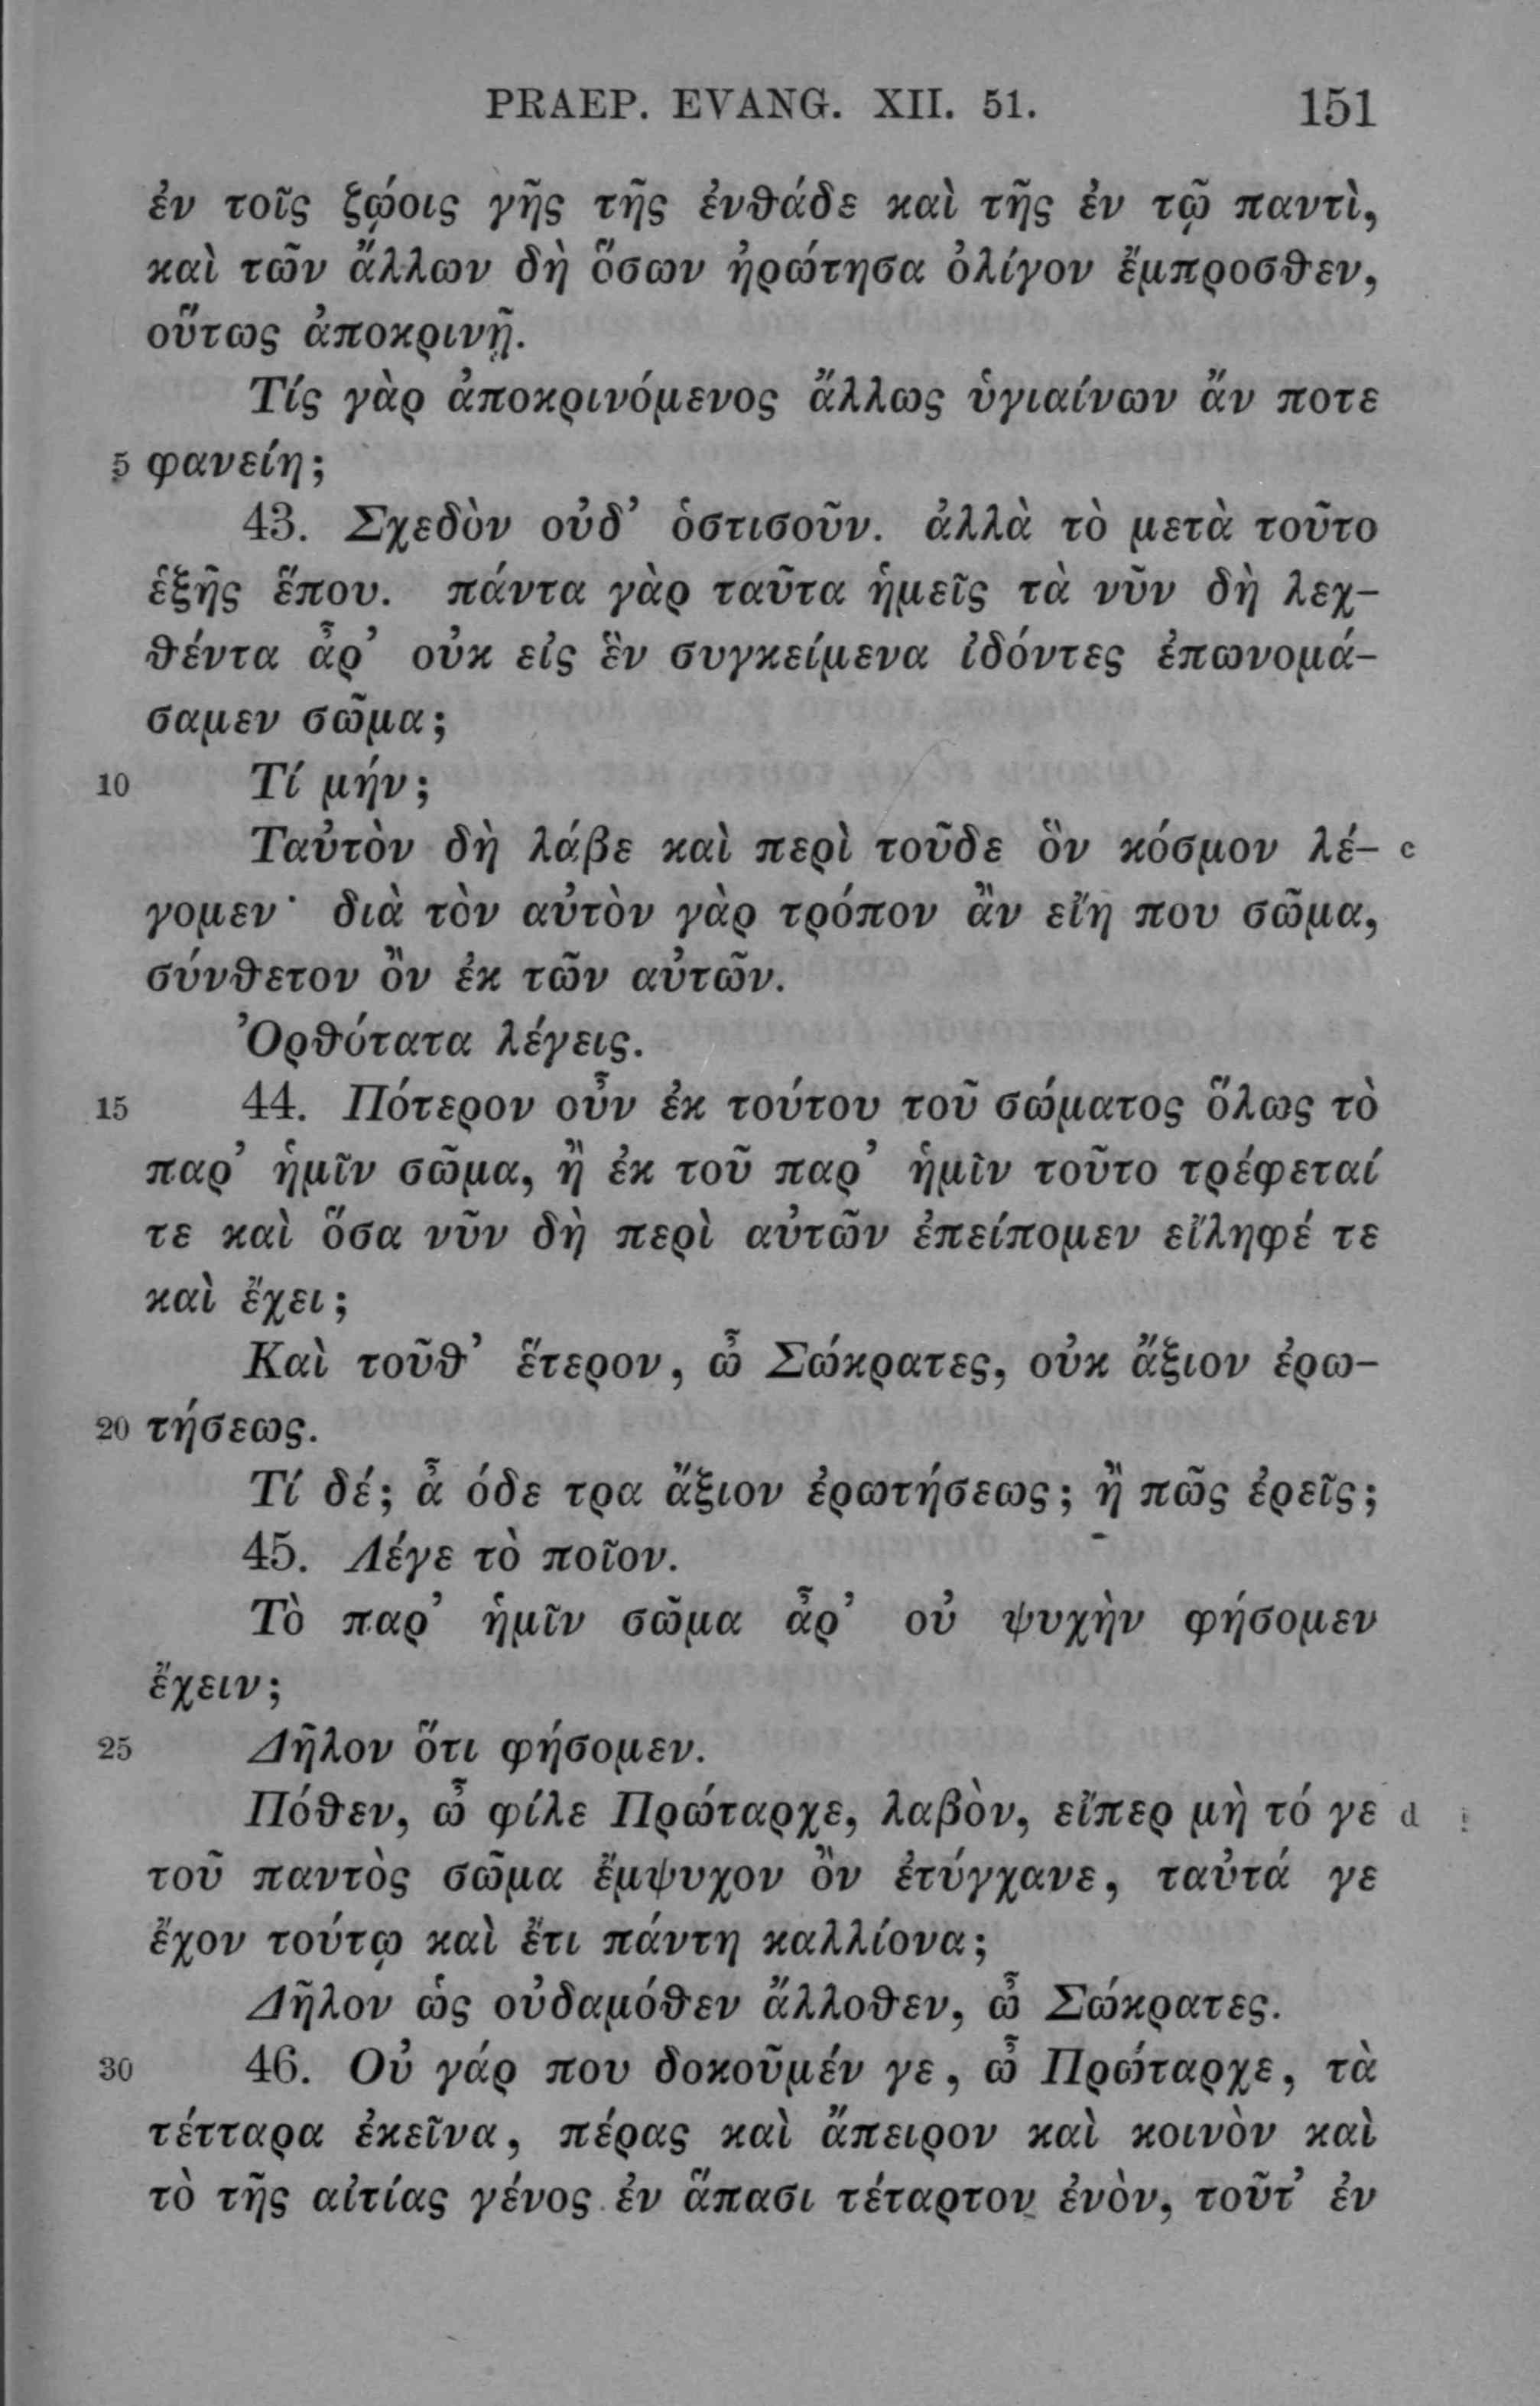 PRAEP. EVANG. XII. 51. 151
ἐν τοῖς ζῴοις γῆς τῆς ἐνθάδε καὶ τῆς ἐν τῷ παντὶ,
καὶ τῶν ἄλλων δὴ ὅσων ἠρώτησα ὀλίγον ἔμπροσθεν,
οὕτως ἀποκρινῇ.
Τίς γὰρ ἀποκρινόμενος ἄλλως ὑγιαίνων ἄν ποτε
5 φανείη;
43. Σχεδὸν οὐδ’ ὁστισοῦν. ἀλλὰ τὸ μετὰ τοῦτο
ἑξῆς ἕπου. πάντα γὰρ ταῦτα ἡμεῖς τὰ νῦν δὴ λεχ-
θέντα ἆρ’ οὐκ εἰς ἓν συγκείμενα ἰδόντες ἐπωνομά-
σαμεν σῶμα;
10 Τί μήν;
Ταὐτὸν δὴ λάβε καὶ περὶ τοῦδε ὃν κόσμον λέ- c
γομεν· διὰ τὸν αὐτὸν γὰρ τρόπον ἂν εἴη που σῶμα,
σύνθετον ὂν ἐκ τῶν αὐτῶν.
Ὀρθότατα λέγεις.
15 44. Πότερον οὖν ἐκ τούτου τοῦ σώματος ὅλως τὸ
παρ’ ἡμῖν σῶμα, ἢ ἐκ τοῦ παρ’ ἡμῖν τοῦτο τρέφεταί
τε καὶ ὅσα νῦν δὴ περὶ αὐτῶν ἐπείπομεν εἴληφέ τε
καὶ ἔχει;
Καὶ τοῦθ’ ἕτερον, ὦ Σώκρατες, οὐκ ἄξιον ἐρω-
20 τήσεως.
Τί δέ; ἆ όδε τρα ἄξιον ἐρωτήσεως; ἢ πῶς ἐρεῖς;
45. Λέγε τὸ ποῖον.
Τὸ παρ’ ἡμῖν σῶμα ἆρ’ οὐ ψυχὴν φήσομεν
ἔχειν;
25 Δῆλον ὅτι φήσομεν.
Πόθεν, ὦ φίλε Πρώταρχε, λαβὸν, εἴπερ μὴ τό γε d
τοῦ παντὸς σῶμα ἔμψυχον ὂν ἐτύγχανε, ταὐτά γε
ἔχον τούτῳ καὶ ἔτι πάντη καλλίονα;
Δῆλον ὡς οὐδαμόθεν ἄλλοθεν, ὦ Σώκρατες.
30 46. Οὐ γάρ που δοκοῦμέν γε, ὦ Πρώταρχε, τὰ
τέτταρα ἐκεῖνα, πέρας καὶ ἄπειρον καὶ κοινὸν καὶ
τὸ τῆς αἰτίας γένος ἐν ἅπασι τέταρτον ἐνὸν, τοῦτ’ ἐν